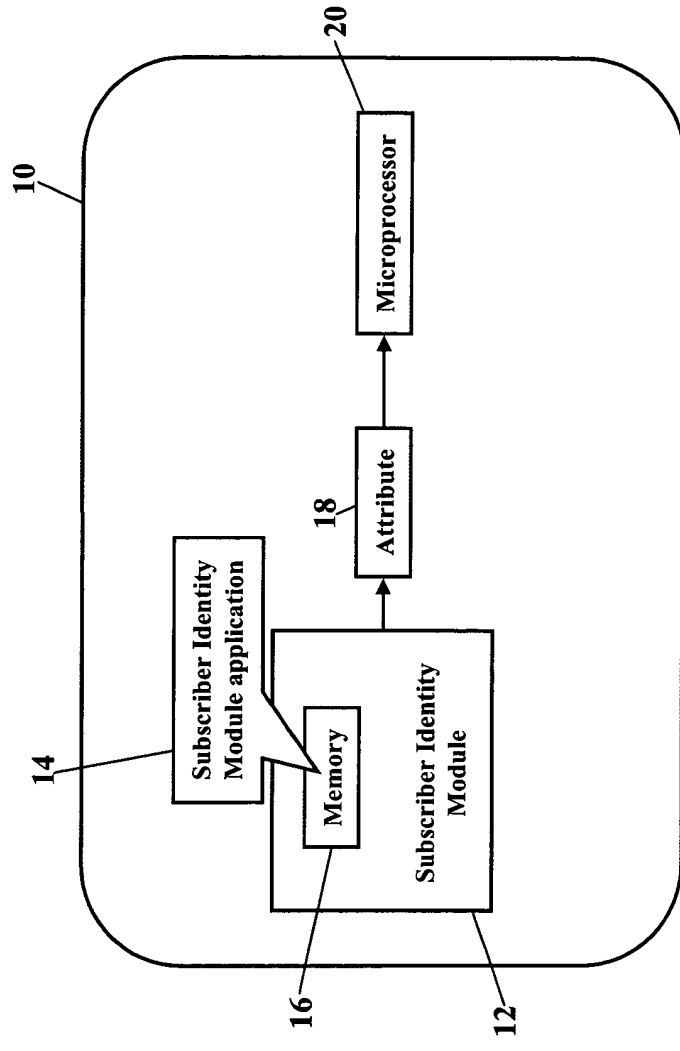 10
14
Subscriber Identity
Module application
16
Memory
Subscriber Identity
Module
12
18
Attribute
Microprocessor
20